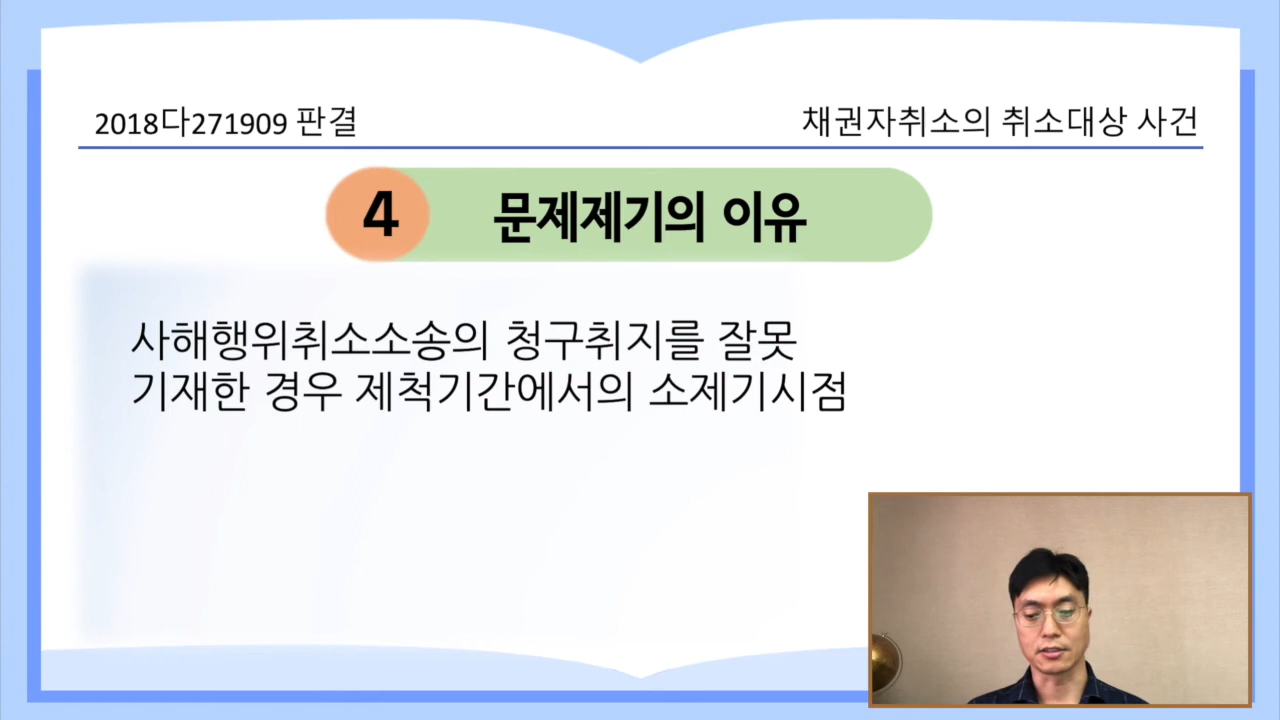 2018다271909 판결
채권자취소의 취소대상 사건
4
문제제기의 이유
사해행위취소소송의 청구취지를 잘못
기재한 경우 제척기간에서의 소제기시점